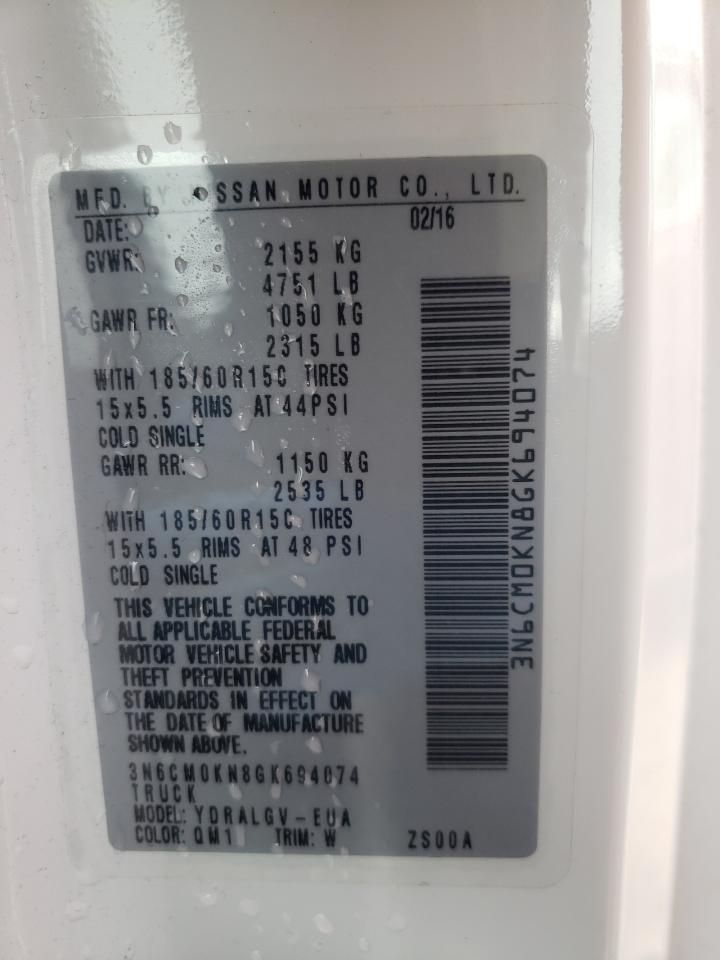 MFD. BY NISSAN MOTOR CO., LTD.
DATE: 02/16
GVWR: 2155 KG
4751 LB
GAWR FR: 1050 KG
2315 LB
WITH 185/60R15C TIRES
15x5.5 RIMS AT 44PSI
COLD SINGLE
GAWR RR: 1150 KG
2535 LB
WITH 185/60R15C TIRES
15x5.5 RIMS AT 48 PSI
COLD SINGLE
THIS VEHICLE CONFORMS TO
ALL APPLICABLE FEDERAL
MOTOR VEHICLE SAFETY AND
THEFT PREVENTION
STANDARDS IN EFFECT ON
THE DATE OF MANUFACTURE
SHOWN ABOVE.
3N6CM0KN8GK694074
TRUCK
MODEL: YDRALGV-EUA
COLOR: QM1 TRIM: W ZS00A
3N6CM0KN8GK694074